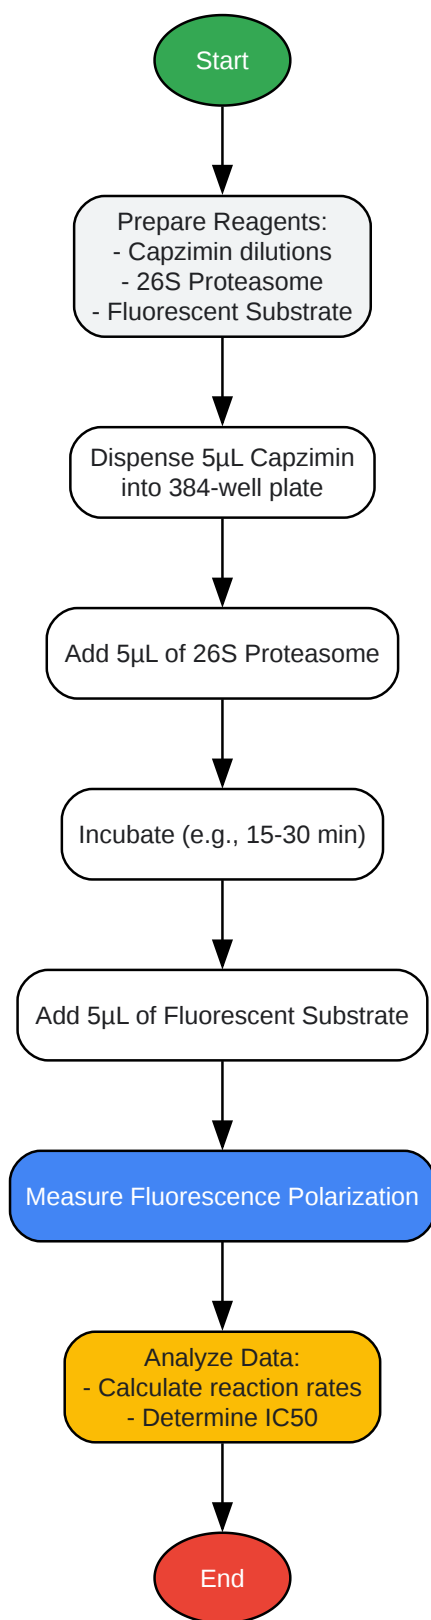 Start
Prepare Reagents:
- Capzimin dilutions
- 26S Proteasome
- Fluorescent Substrate
Dispense 5µL Capzimin
into 384-well plate
Add 5µL of 26S Proteasome
Incubate (e.g., 15-30 min)
Add 5µL of Fluorescent Substrate
Measure Fluorescence Polarization
Analyze Data:
- Calculate reaction rates
- Determine IC50
End